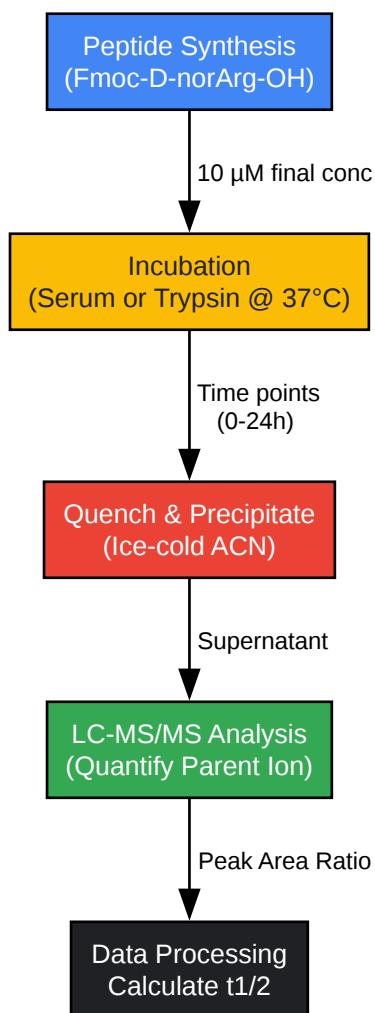 Peptide Synthesis
(Fmoc-D-norArg-OH)
10 µM final conc
Incubation
(Serum or Trypsin @ 37°C)
Time points
(0-24h)
Quench & Precipitate
(Ice-cold ACN)
Supernatant
LC-MS/MS Analysis
(Quantify Parent Ion)
Peak Area Ratio
Data Processing
Calculate t1/2